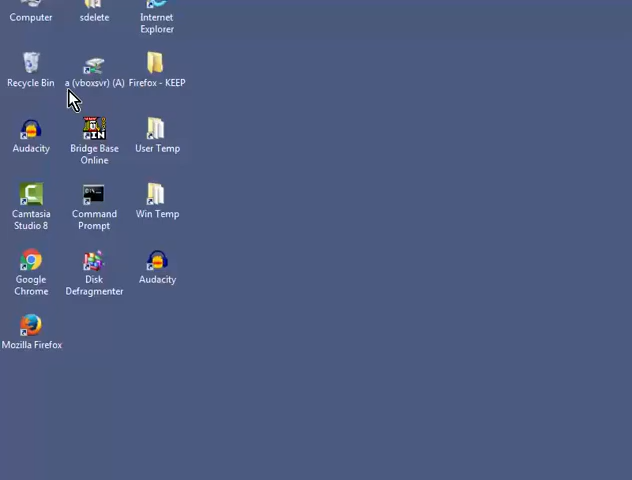 Computer
sdelete
Internet
Explorer
Recycle Bin
a (vboxsvr) (A)
Firefox - KEEP
Audacity
Bridge Base
Online
User Temp
Camtasia
Studio 8
Command
Prompt
Win Temp
Google
Chrome
Disk
Defragmenter
Audacity
Mozilla Firefox